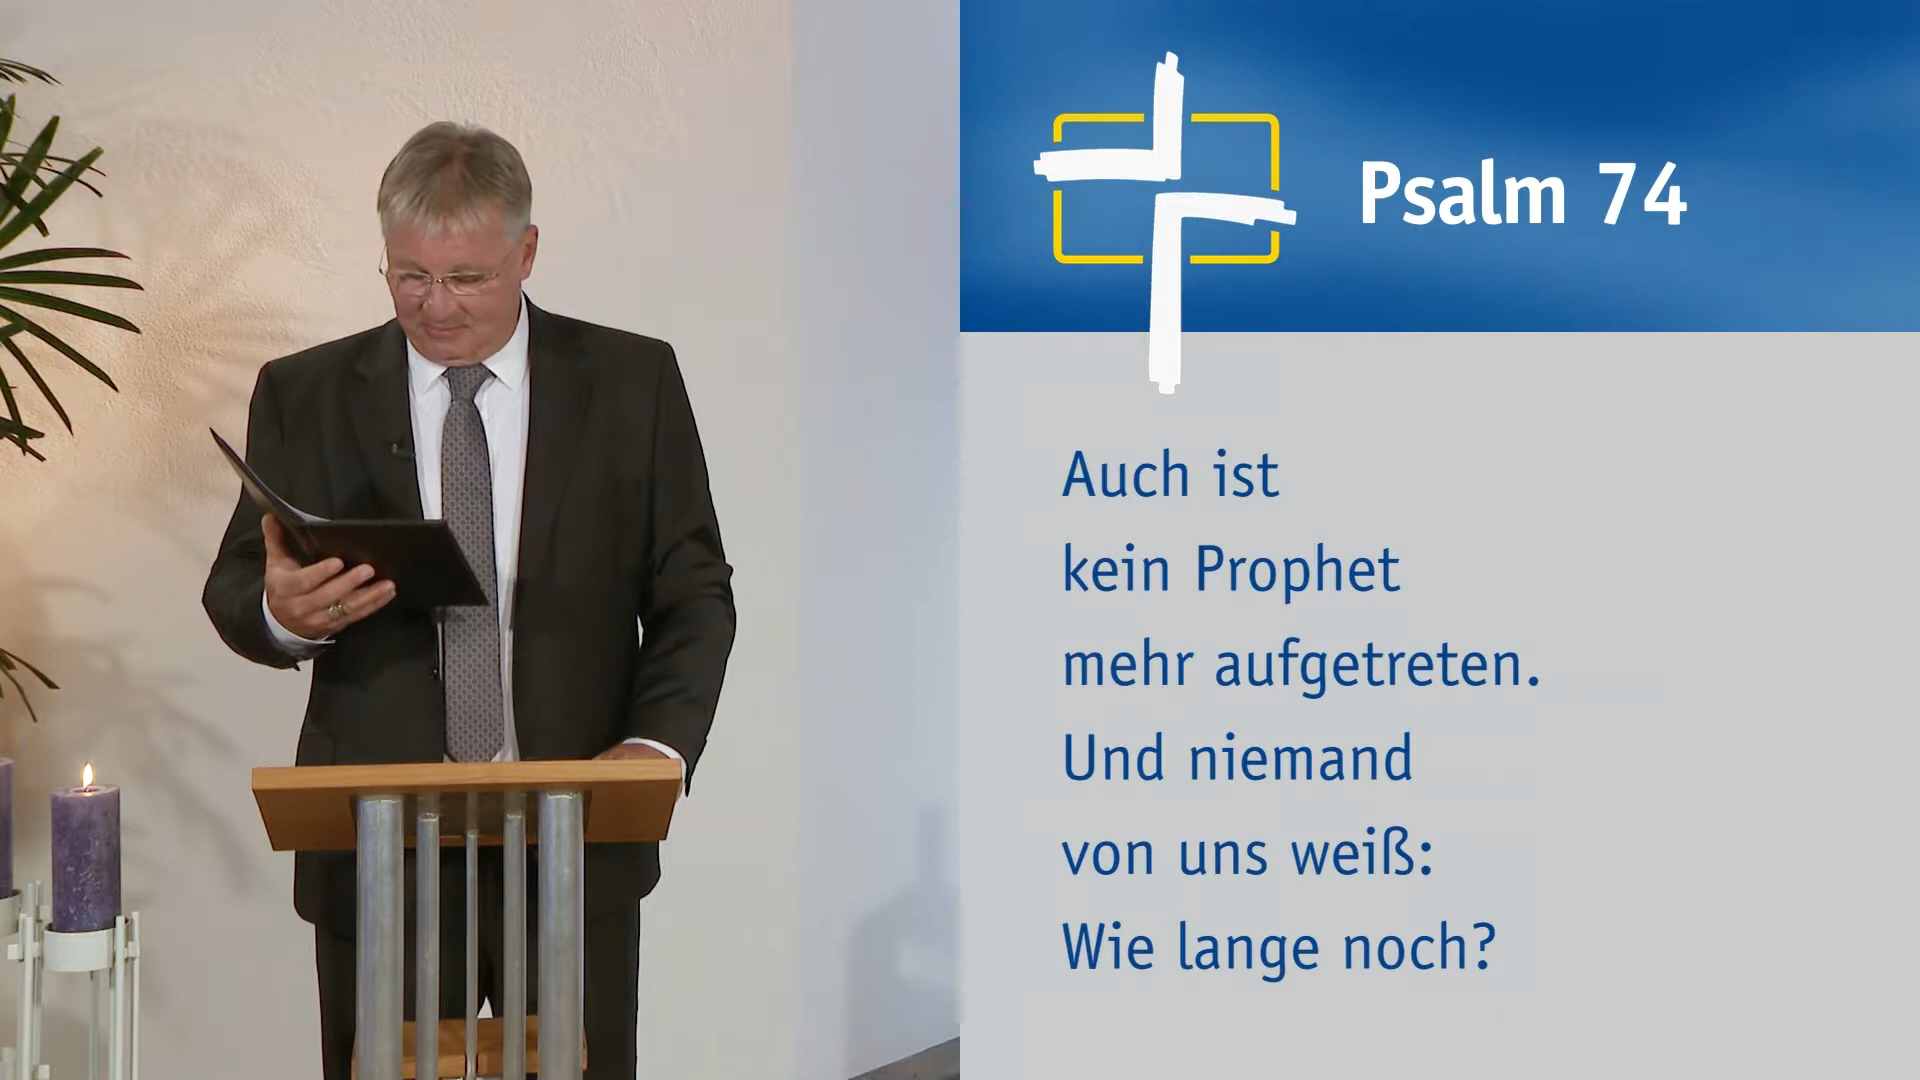 Psalm 74
Auch ist
kein Prophet
mehr aufgetreten.
Und niemand
von uns weiß:
Wie lange noch?